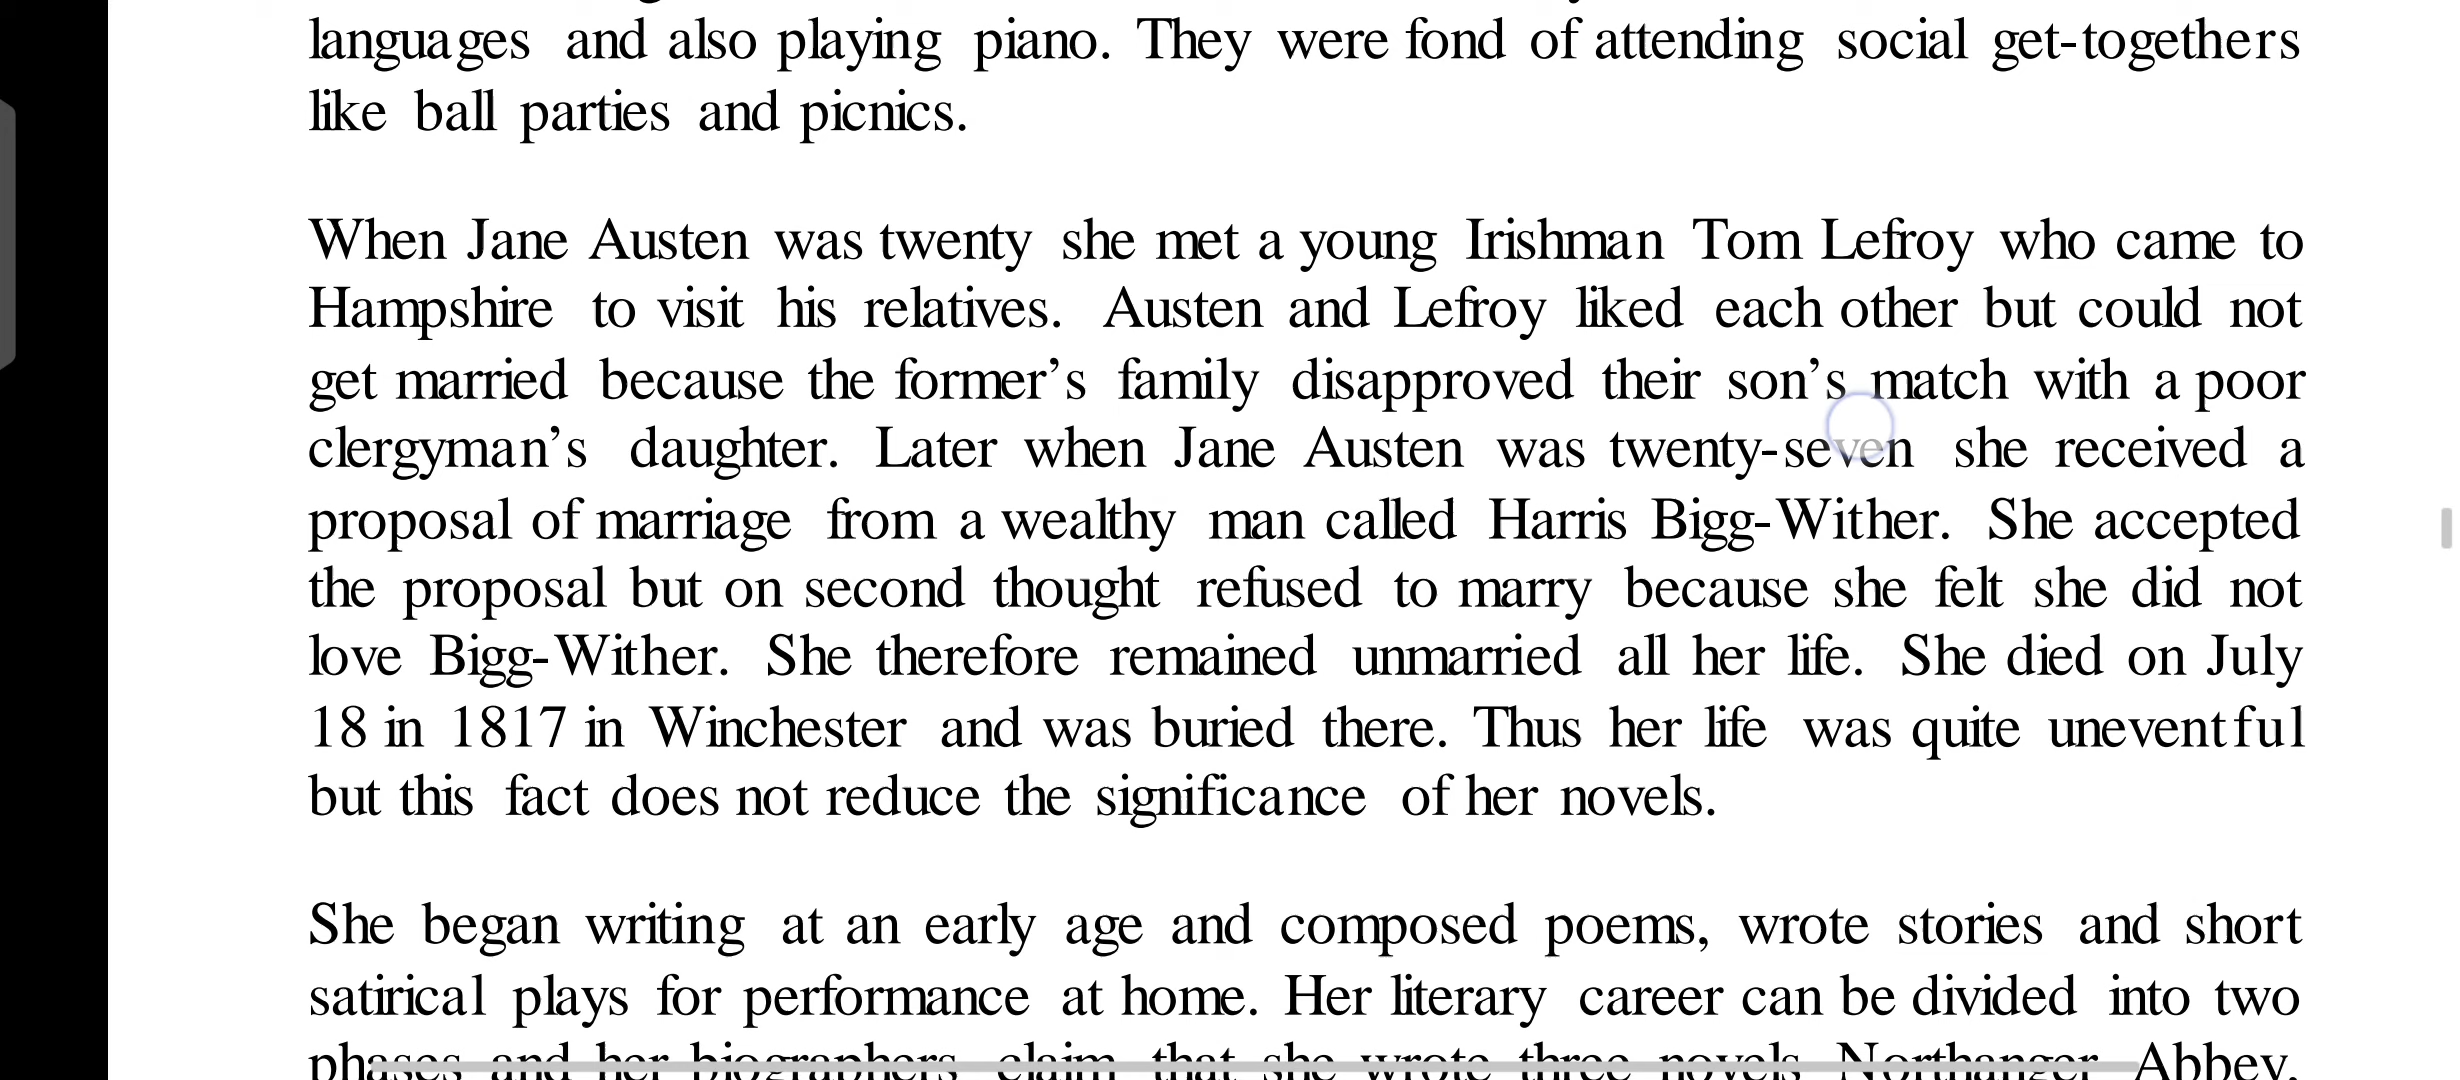 languages and also playing piano. They were fond of attending social get-togethers
like ball parties and picnics.
When Jane Austen was twenty she met a young Irishman Tom Lefroy who came to
Hampshire to visit his relatives. Austen and Lefroy liked each other but could not
get married because the former's family disapproved their son's match with a poor
clergyman's daughter. Later when Jane Austen was twenty-seven she received a
proposal of marriage from a wealthy man called Harris Bigg-Wither. She accepted
the proposal but on second thought refused to marry because she felt she did not
love Bigg-Wither. She therefore remained unmarried all her life. She died on July
18 in 1817 in Winchester and was buried there. Thus her life was quite uneventful
but this fact does not reduce the significance of her novels.
She began writing at an early age and composed poems, wrote stories and short
satirical plays for performance at home. Her literary career can be divided into two
phases and her biographers claim that she wrote three novels Northanger Abbey,